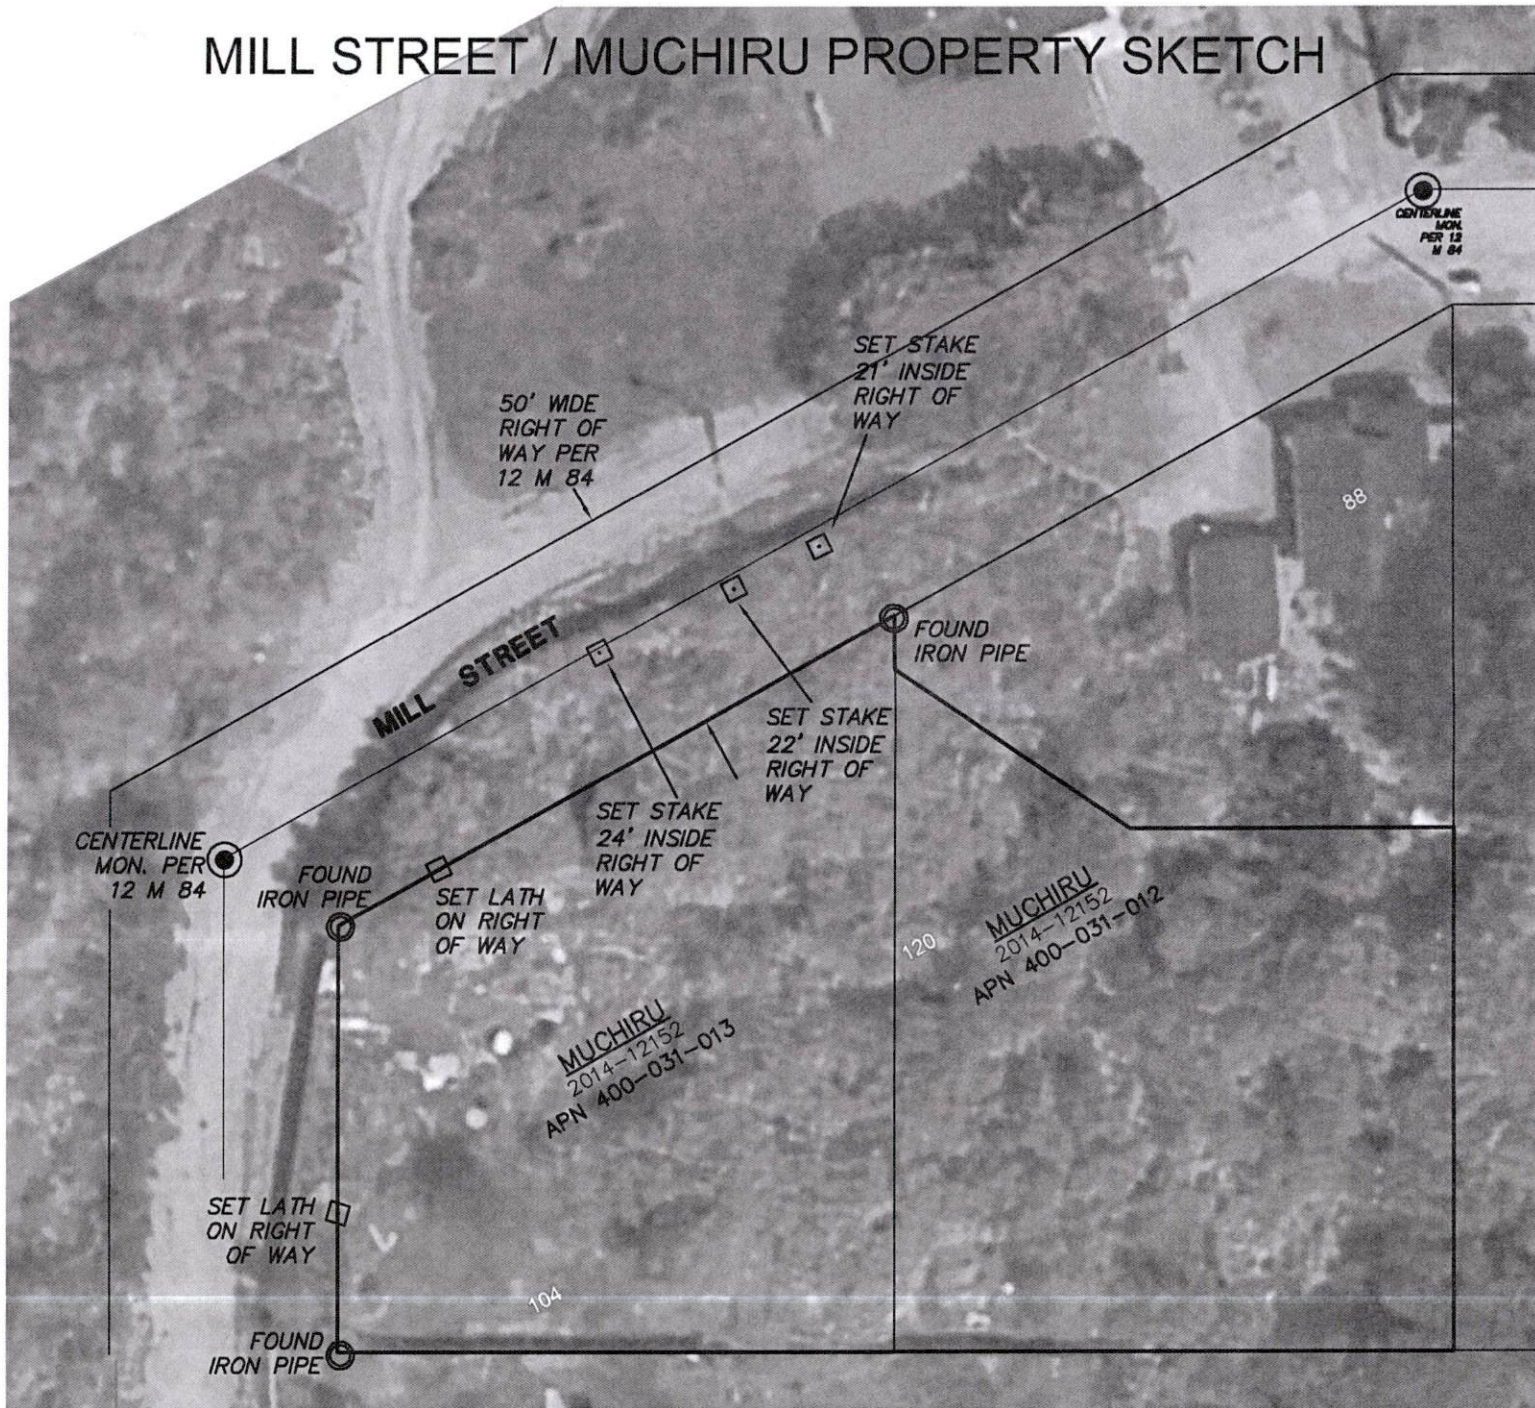 MILL STREET / MUCHIRU PROPERTY SKETCH
CENTERLINE
MON.
PER 12
M 84
SET STAKE
21' INSIDE
RIGHT OF
WAY
50' WIDE
RIGHT OF
WAY PER
12 M 84
88
FOUND
IRON PIPE
MILL STREET
SET STAKE
22' INSIDE
RIGHT OF
WAY
SET STAKE
24' INSIDE
RIGHT OF
WAY
CENTERLINE
MON. PER
12 M 84
FOUND
IRON PIPE
SET LATH
ON RIGHT
OF WAY
120
MUCHIRU
2014-12152
APN 400-031-012
MUCHIRU
2014-12152
APN 400-031-013
SET LATH
ON RIGHT
OF WAY
104
FOUND
IRON PIPE